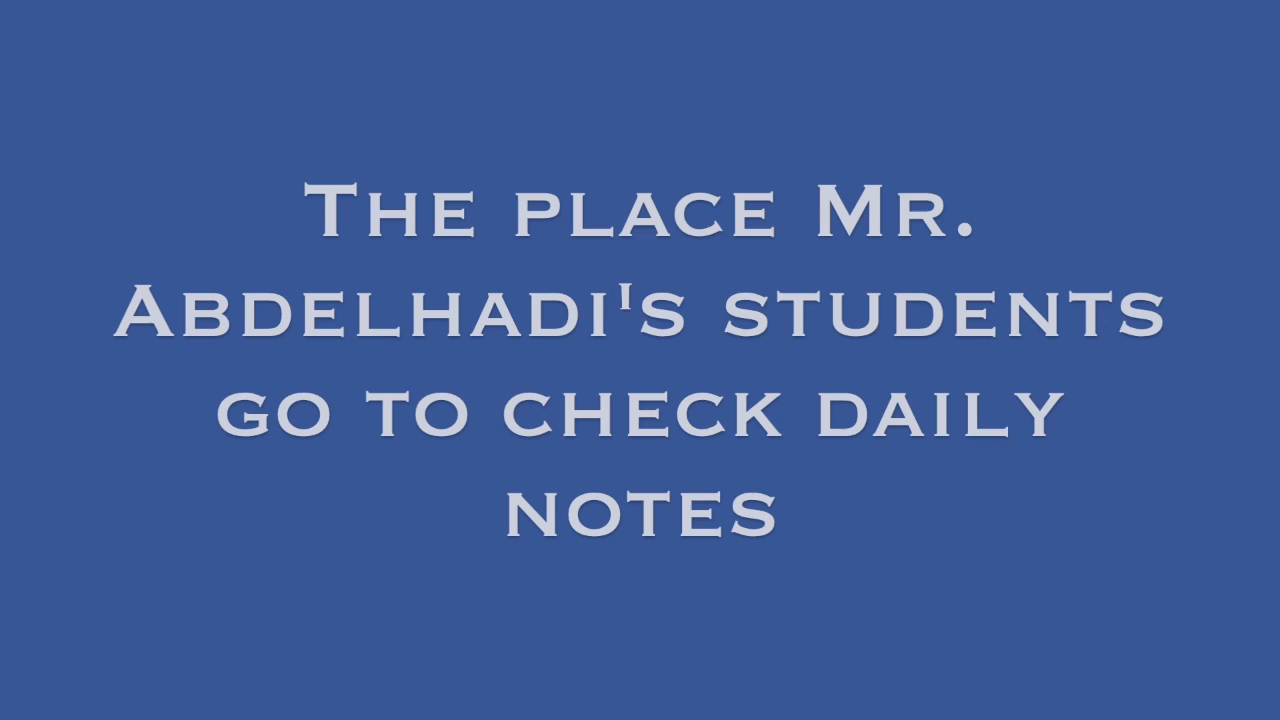 The place Mr.
Abdelhadi's students
go to check daily
notes